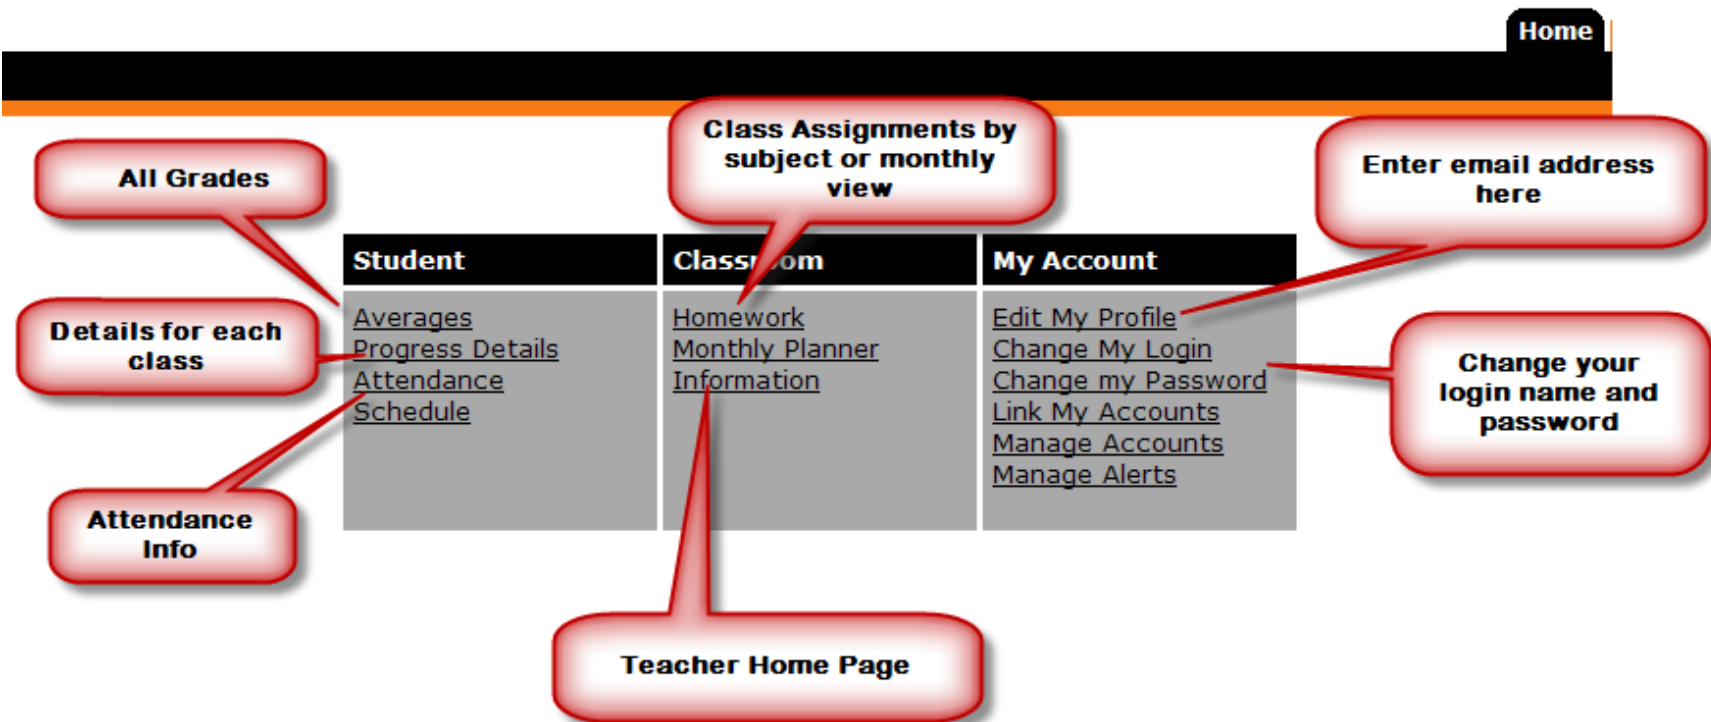 Home
Class Assignments by
subject or monthly
view
All Grades
Enter email address
here
Student
Classroom
My Account
Details for each
class
Averages
Progress Details
Attendance
Schedule
Homework
Monthly Planner
Information
Edit My Profile
Change My Login
Change my Password
Link My Accounts
Manage Accounts
Manage Alerts
Change your
login name and
password
Attendance
Info
Teacher Home Page